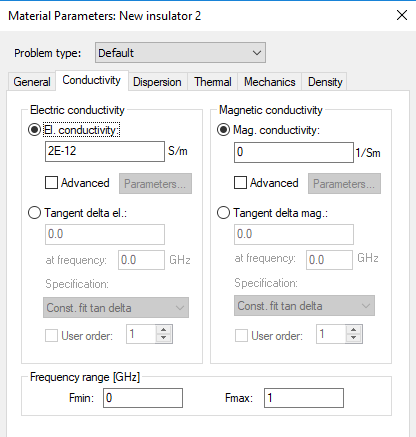 Material Parameters: New insulator 2
Problem type: Default
General Conductivity Dispersion Thermal Mechanics Density
Electric conductivity
El. conductivity:
2E-12 S/m
Advanced Parameters...
Tangent delta el.:
0.0
at frequency: 0.0 GHz
Specification:
Const. fit tan delta
User order: 1
Magnetic conductivity
Mag. conductivity:
0 1/Sm
Advanced Parameters...
Tangent delta mag.:
0.0
at frequency: 0.0 GHz
Specification:
Const. fit tan delta
User order: 1
Frequency range [GHz]
Fmin: 0 Fmax: 1